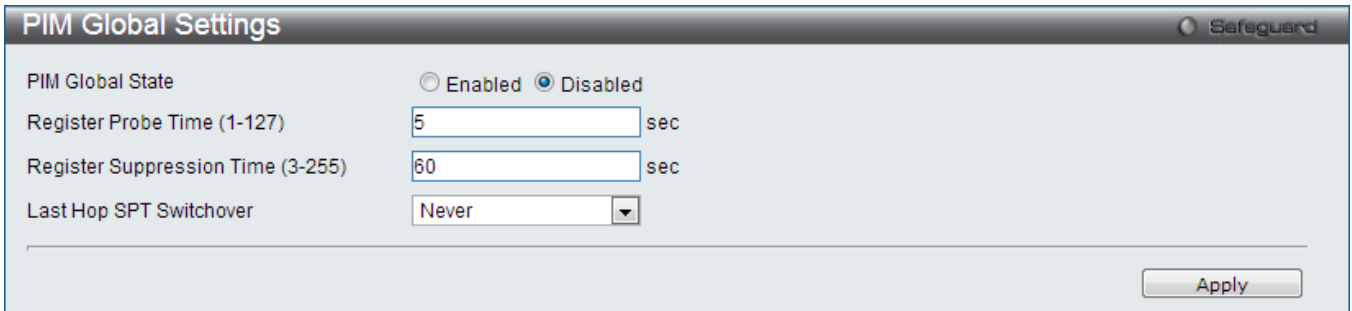 PIM Global Settings
Safeguard
PIM Global State Enabled Disabled
Register Probe Time (1-127) 5 sec
Register Suppression Time (3-255) 60 sec
Last Hop SPT Switchover Never
Apply